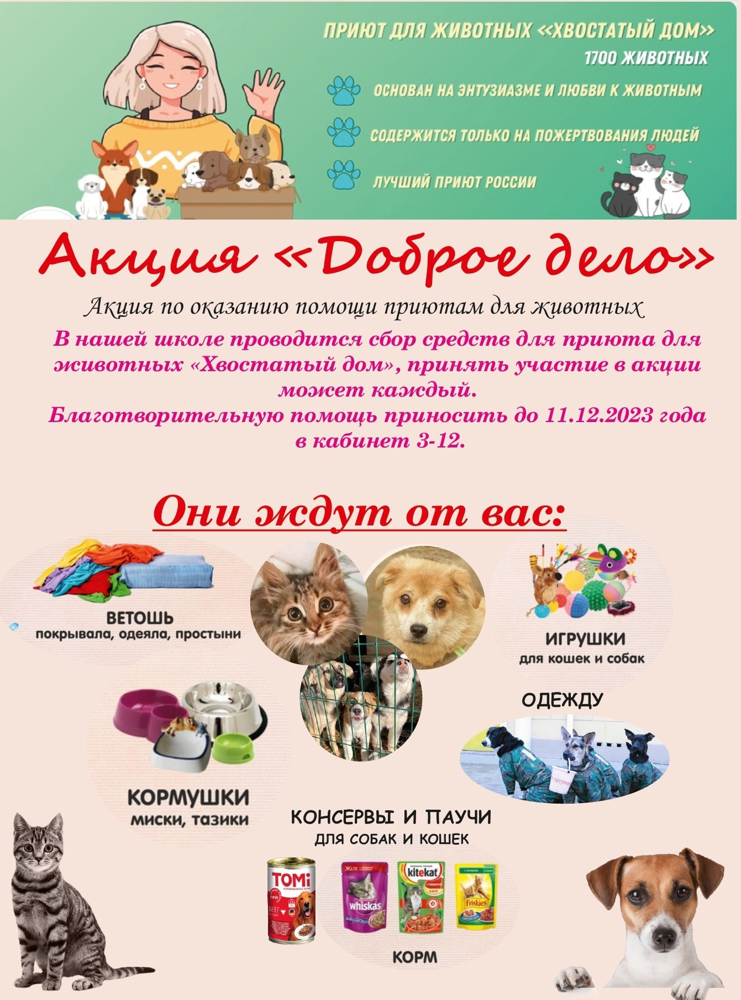 ПРИЮТ ДЛЯ ЖИВОТНЫХ «ХВОСТАТЫЙ ДОМ»
1700 ЖИВОТНЫХ
ОСНОВАН НА ЭНТУЗИАЗМЕ И ЛЮБВИ К ЖИВОТНЫМ
СОДЕРЖИТСЯ ТОЛЬКО НА ПОЖЕРТВОВАНИЯ ЛЮДЕЙ
ЛУЧШИЙ ПРИЮТ РОССИИ
Акция «Доброе дело»
Акция по оказанию помощи приютам для животных
В нашей школе проводится сбор средств для приюта для
животных «Хвостатый дом», принять участие в акции
может каждый.
Благотворительную помощь приносить до 11.12.2023 года
в кабинет 3-12.
Они ждут от вас:
ВЕТОШЬ
покрывала, одеяла, простыни
ИГРУШКИ
для кошек и собак
ОДЕЖДУ
КОРМУШКИ
миски, тазики
КОНСЕРВЫ И ПАУЧИ
ДЛЯ СОБАК И КОШЕК
TOMi
new
BEEF
ЖЕЛЕ
whiskas
kitekat
Friskies
КОРМ